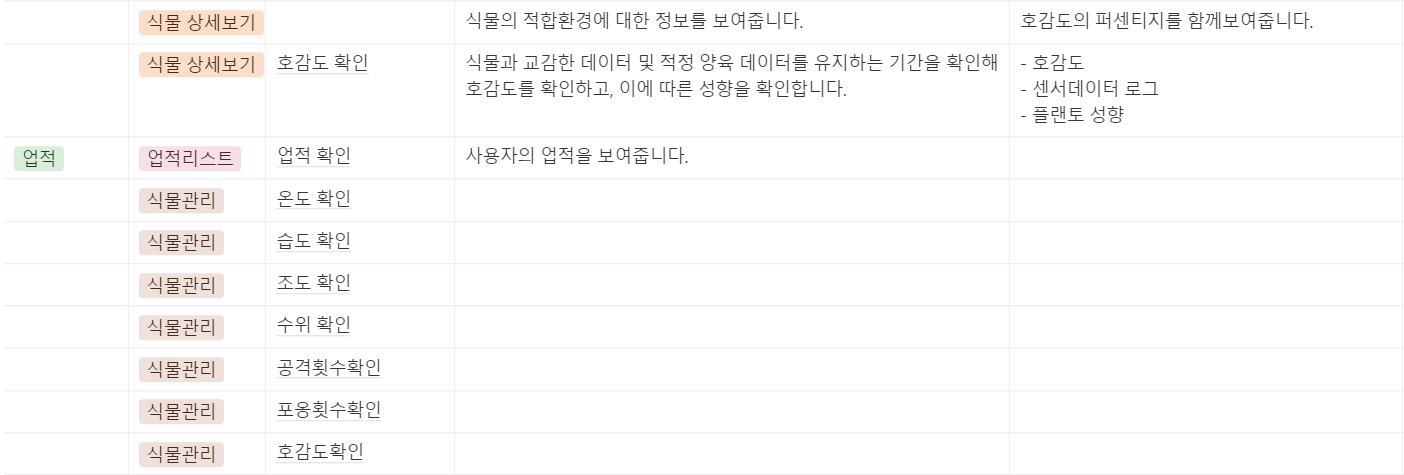 식물 상세보기 식물의 적합환경에 대한 정보를 보여줍니다. 호감도의 퍼센티지를 함께보여줍니다.
식물 상세보기 호감도 확인 식물과 교감한 데이터 및 적정 양육 데이터를 유지하는 기간을 확인해 - 호감도
호감도를 확인하고, 이에 따른 성향을 확인합니다. - 센서데이터 로그
- 플랜토 성향
업적 업적리스트 업적 확인 사용자의 업적을 보여줍니다.
식물관리 온도 확인
식물관리 습도 확인
식물관리 조도 확인
식물관리 수위 확인
식물관리 공격횟수확인
식물관리 포옹횟수확인
식물관리 호감도확인